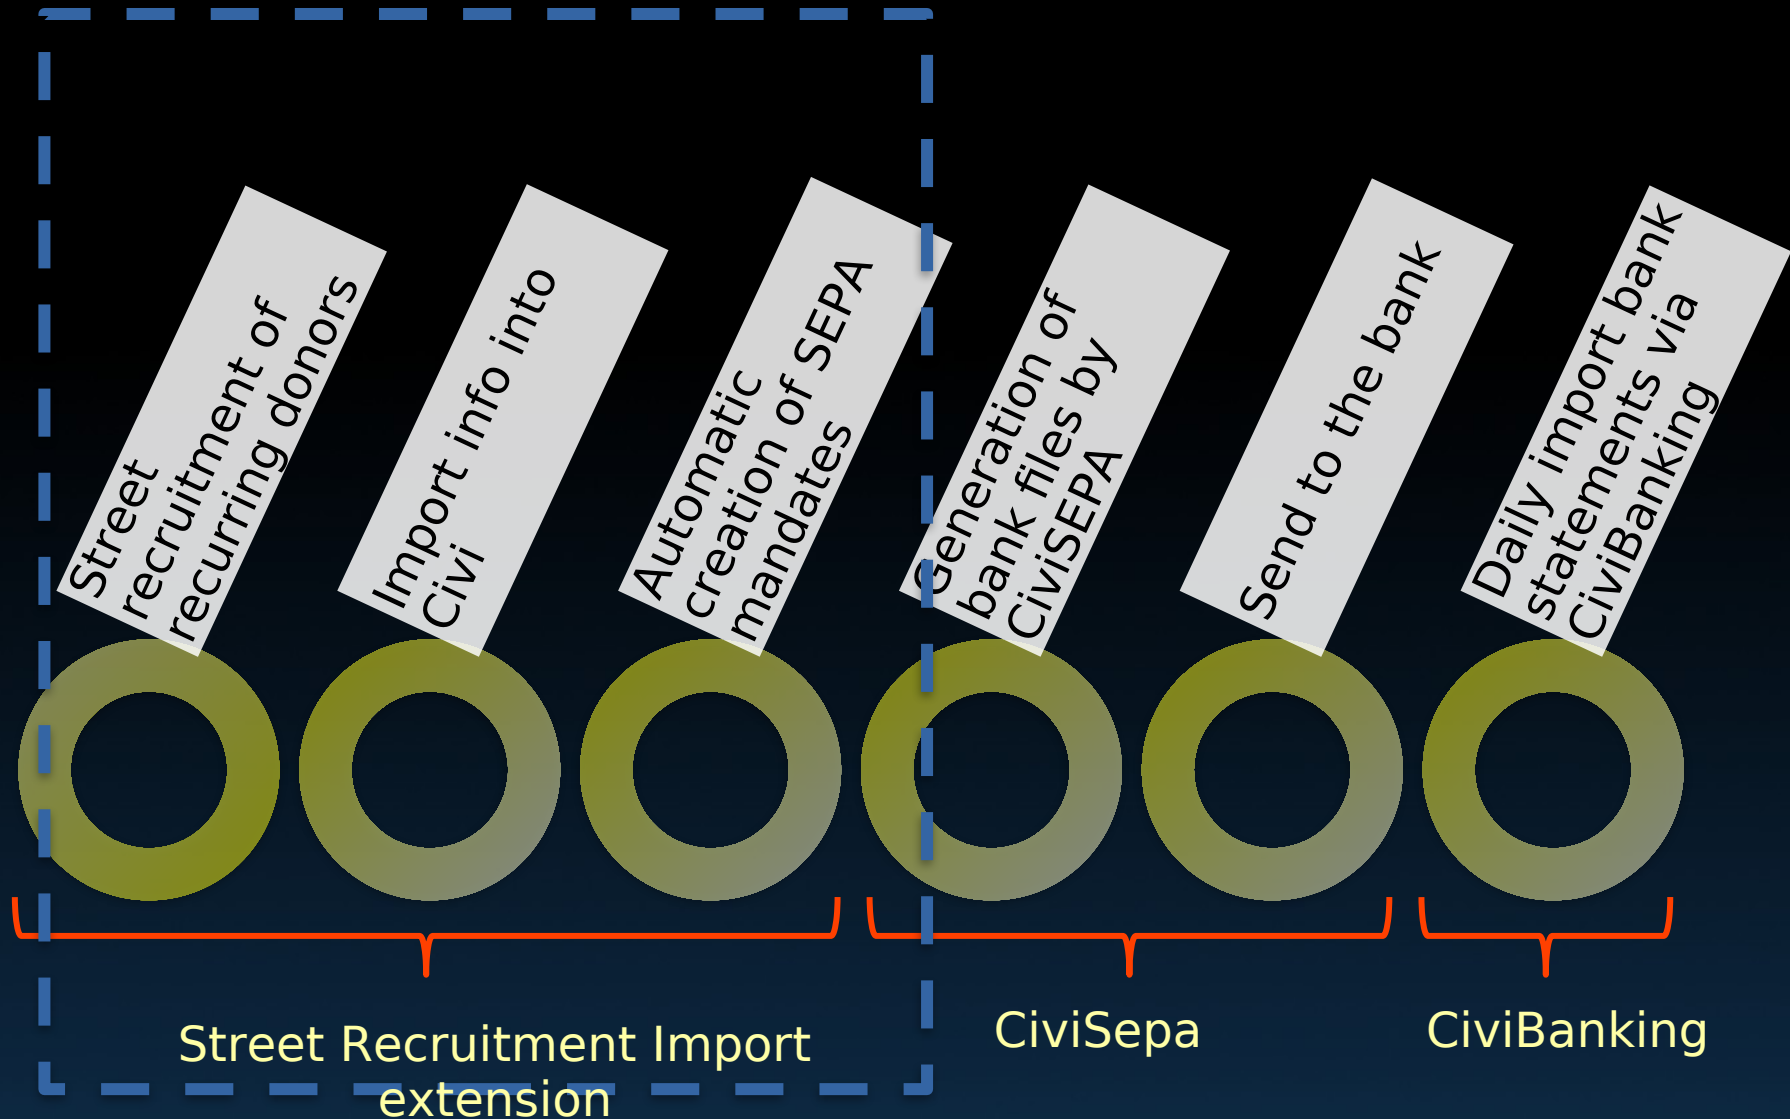 Street
recruitment of
recurring donors
Import info into
Civi
Automatic
creation of SEPA
mandates
Generation of
bank files by
CiviSEPA
Send to the bank
Daily import bank
statements via
CiviBanking
Street Recruitment Import
extension
CiviSepa
CiviBanking